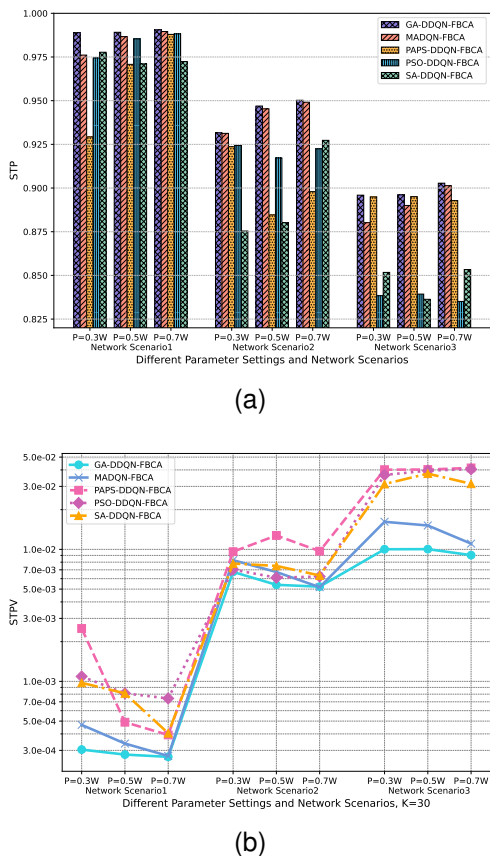 1.000
0.975
0.950
0.925
0.900
0.875
0.850
0.825
STP
GA-DDQN-FBCA
MADQN-FBCA
PAPS-DDQN-FBCA
PSO-DDQN-FBCA
SA-DDQN-FBCA
P=0.3W P=0.5W P=0.7W P=0.3W P=0.5W P=0.7W P=0.3W P=0.5W P=0.7W
Network Scenario1 Network Scenario2 Network Scenario3
Different Parameter Settings and Network Scenarios
(a)
5.0e-02
3.0e-02
1.0e-02
7.0e-03
5.0e-03
3.0e-03
1.0e-03
7.0e-04
5.0e-04
3.0e-04
STPV
GA-DDQN-FBCA
MADQN-FBCA
PAPS-DDQN-FBCA
PSO-DDQN-FBCA
SA-DDQN-FBCA
P=0.3W P=0.5W P=0.7W P=0.3W P=0.5W P=0.7W P=0.3W P=0.5W P=0.7W
Network Scenario1 Network Scenario2 Network Scenario3
Different Parameter Settings and Network Scenarios, K=30
(b)